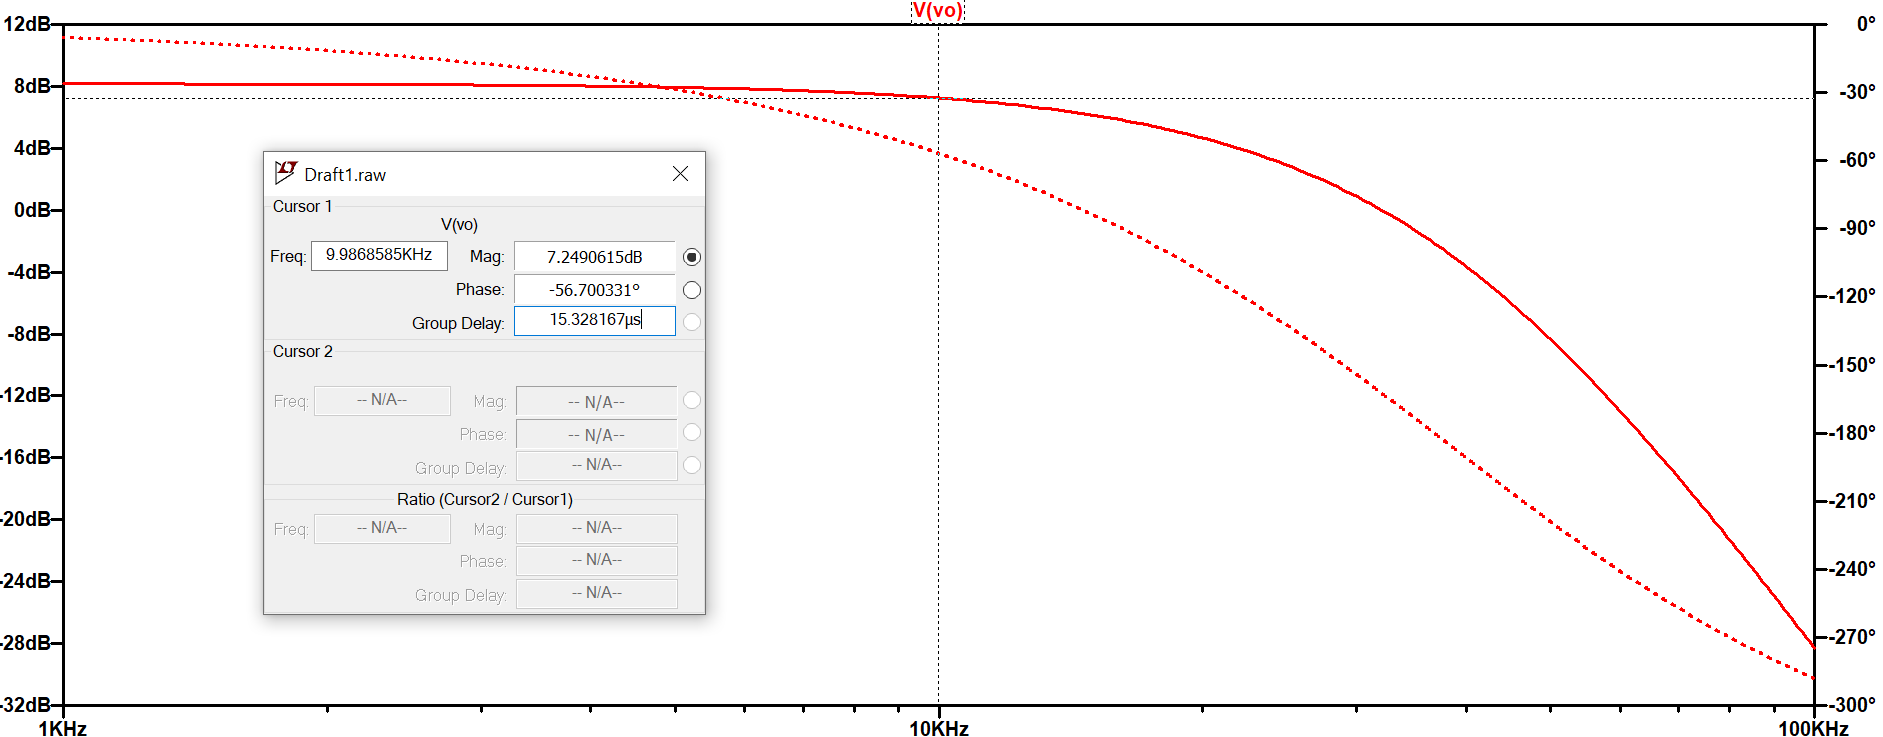 V(vo)
12dB
8dB
4dB
0dB
-4dB
-8dB
-12dB
-16dB
-20dB
-24dB
-28dB
-32dB
0°
-30°
-60°
-90°
-120°
-150°
-180°
-210°
-240°
-270°
-300°
1KHz
10KHz
100KHz
Draft1.raw
Cursor 1
V(vo)
Freq: 9.9868585KHz Mag: 7.2490615dB
Phase: -56.700331°
Group Delay: 15.328167µs
Cursor 2
Freq: -- N/A-- Mag: -- N/A--
Phase: -- N/A--
Group Delay: -- N/A--
Ratio (Cursor2 / Cursor1)
Freq: -- N/A-- Mag: -- N/A--
Phase: -- N/A--
Group Delay: -- N/A--